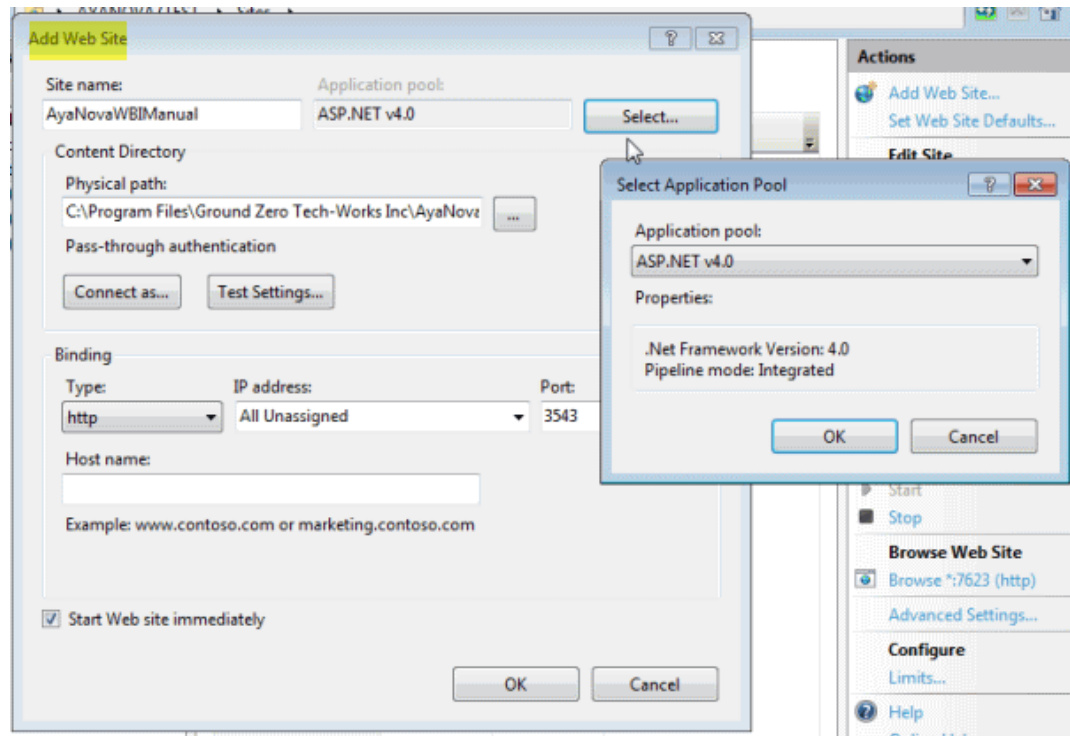 Add Web Site
Site name:
Application pool:
AyaNovaWBIManual
ASP.NET v4.0
Select...
Content Directory
Physical path:
C:\Program Files\Ground Zero Tech-Works Inc\AyaNova
...
Pass-through authentication
Connect as...
Test Settings...
Binding
Type:
IP address:
Port:
http
All Unassigned
3543
Host name:
Example: www.contoso.com or marketing.contoso.com
Start Web site immediately
OK
Cancel
Select Application Pool
Application pool:
ASP.NET v4.0
Properties:
.Net Framework Version: 4.0
Pipeline mode: Integrated
OK
Cancel
Actions
Add Web Site...
Set Web Site Defaults...
Edit Site
Start
Stop
Browse Web Site
Browse *:7623 (http)
Advanced Settings...
Configure
Limits...
Help